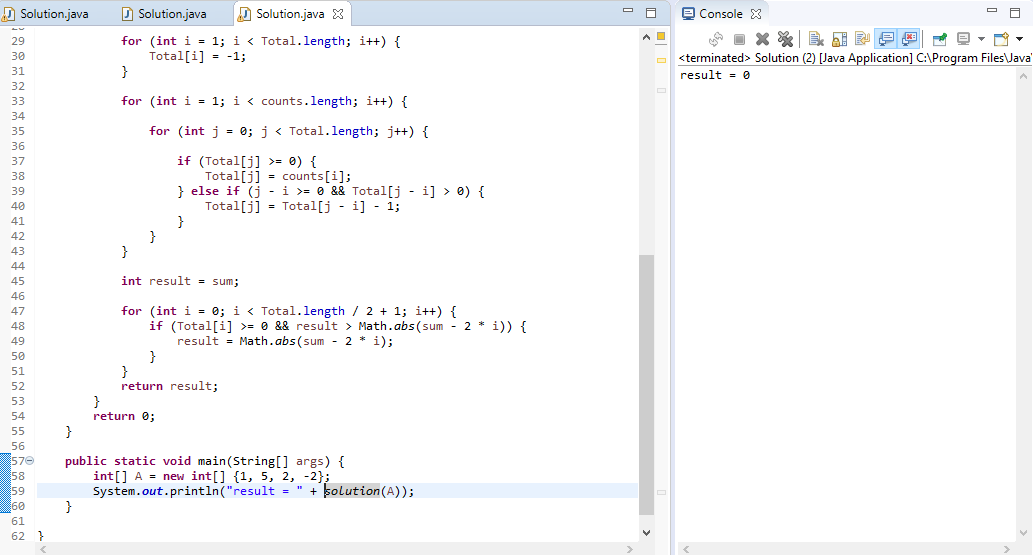 Solution.java Solution.java Solution.java
29 for (int i = 1; i < Total.length; i++) {
30 Total[i] = -1;
31 }
32
33 for (int i = 1; i < counts.length; i++) {
34
35 for (int j = 0; j < Total.length; j++) {
36
37 if (Total[j] >= 0) {
38 Total[j] = counts[i];
39 } else if (j - i >= 0 && Total[j - i] > 0) {
40 Total[j] = Total[j - i] - 1;
41 }
42 }
43 }
44
45 int result = sum;
46
47 for (int i = 0; i < Total.length / 2 + 1; i++) {
48 if (Total[i] >= 0 && result > Math.abs(sum - 2 * i)) {
49 result = Math.abs(sum - 2 * i);
50 }
51 }
52 return result;
53 }
54 return 0;
55 }
56
57 public static void main(String[] args) {
58 int[] A = new int[] {1, 5, 2, -2};
59 System.out.println("result = " + solution(A));
60 }
61
62 }
Console
<terminated> Solution (2) [Java Application] C:\Program Files\Java
result = 0